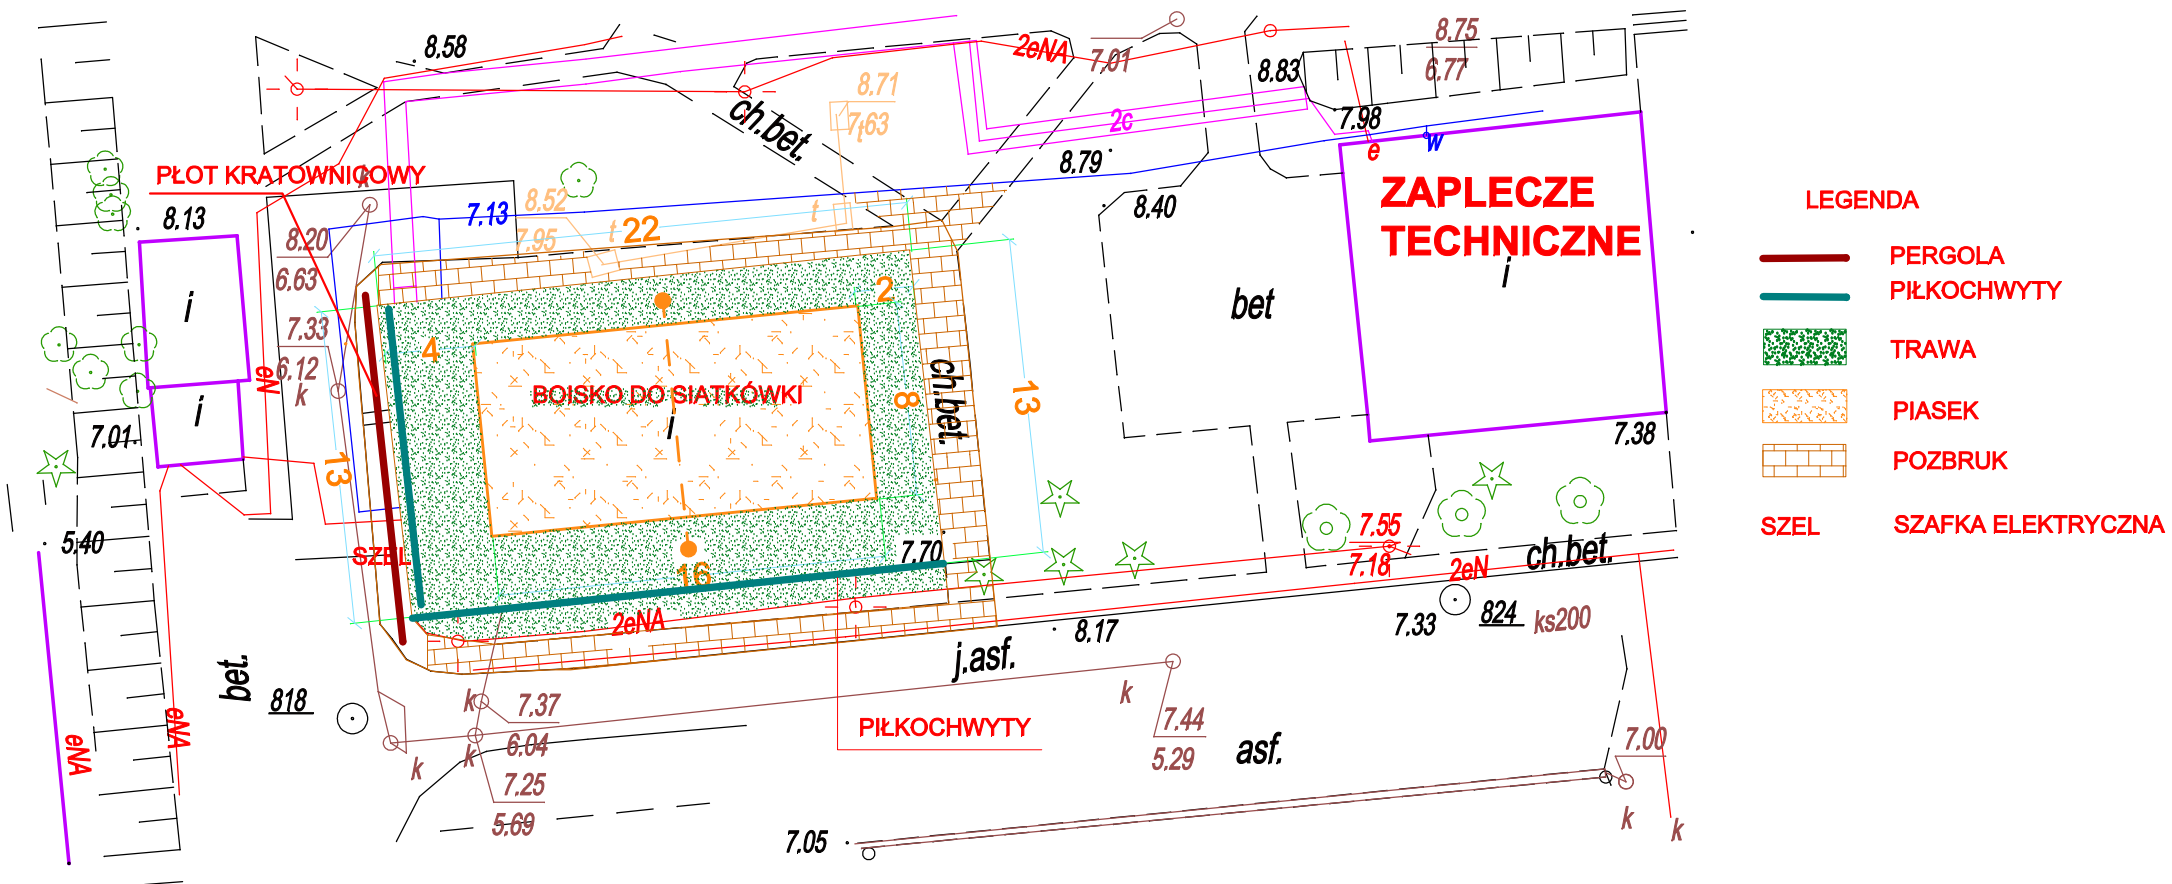 8.58
2eNA
7.01
8.75
6.77
8.83
8.71
7.63
t
ch.bet.
2c
7.98
e
w
8.79
PŁOT KRATOWNICOWY
k
8.13
8.20
6.63
7.13
8.52
7.95
t
22
t
8.40
ZAPLECZE
TECHNICZNE
i
LEGENDA
PERGOLA
PIŁKOCHWYTY
TRAWA
PIASEK
POZBRUK
SZEL
SZAFKA ELEKTRYCZNA
i
i
7.33
6.12
k
eN
4
2
8
13
13
BOISKO DO SIATKÓWKI
i
ch.bet.
bet
7.01
5.40
7.38
SZEL
16
7.70
7.55
7.18
2eN
ch.bet.
2eNA
7.33
824
ks200
8.17
j.asf.
bet.
818
eNA
eNA
k
7.37
6.04
k
k
7.25
5.69
PIŁKOCHWYTY
k
7.44
5.29
asf.
7.00
k
k
7.05